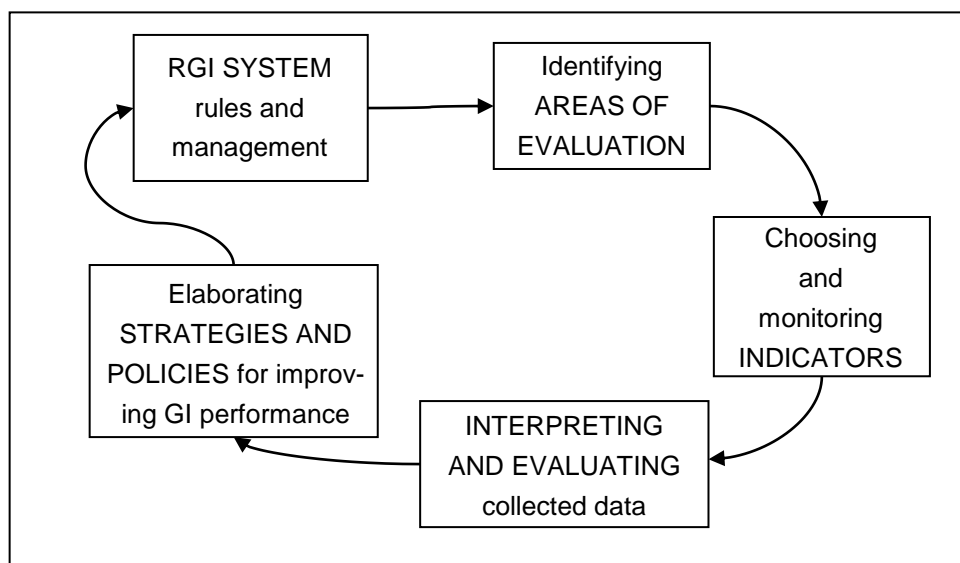 RGI SYSTEM
rules and
management
Identifying
AREAS OF
EVALUATION
Choosing
and
monitoring
INDICATORS
INTERPRETING
AND EVALUATING
collected data
Elaborating
STRATEGIES AND
POLICIES for improv-
ing GI performance